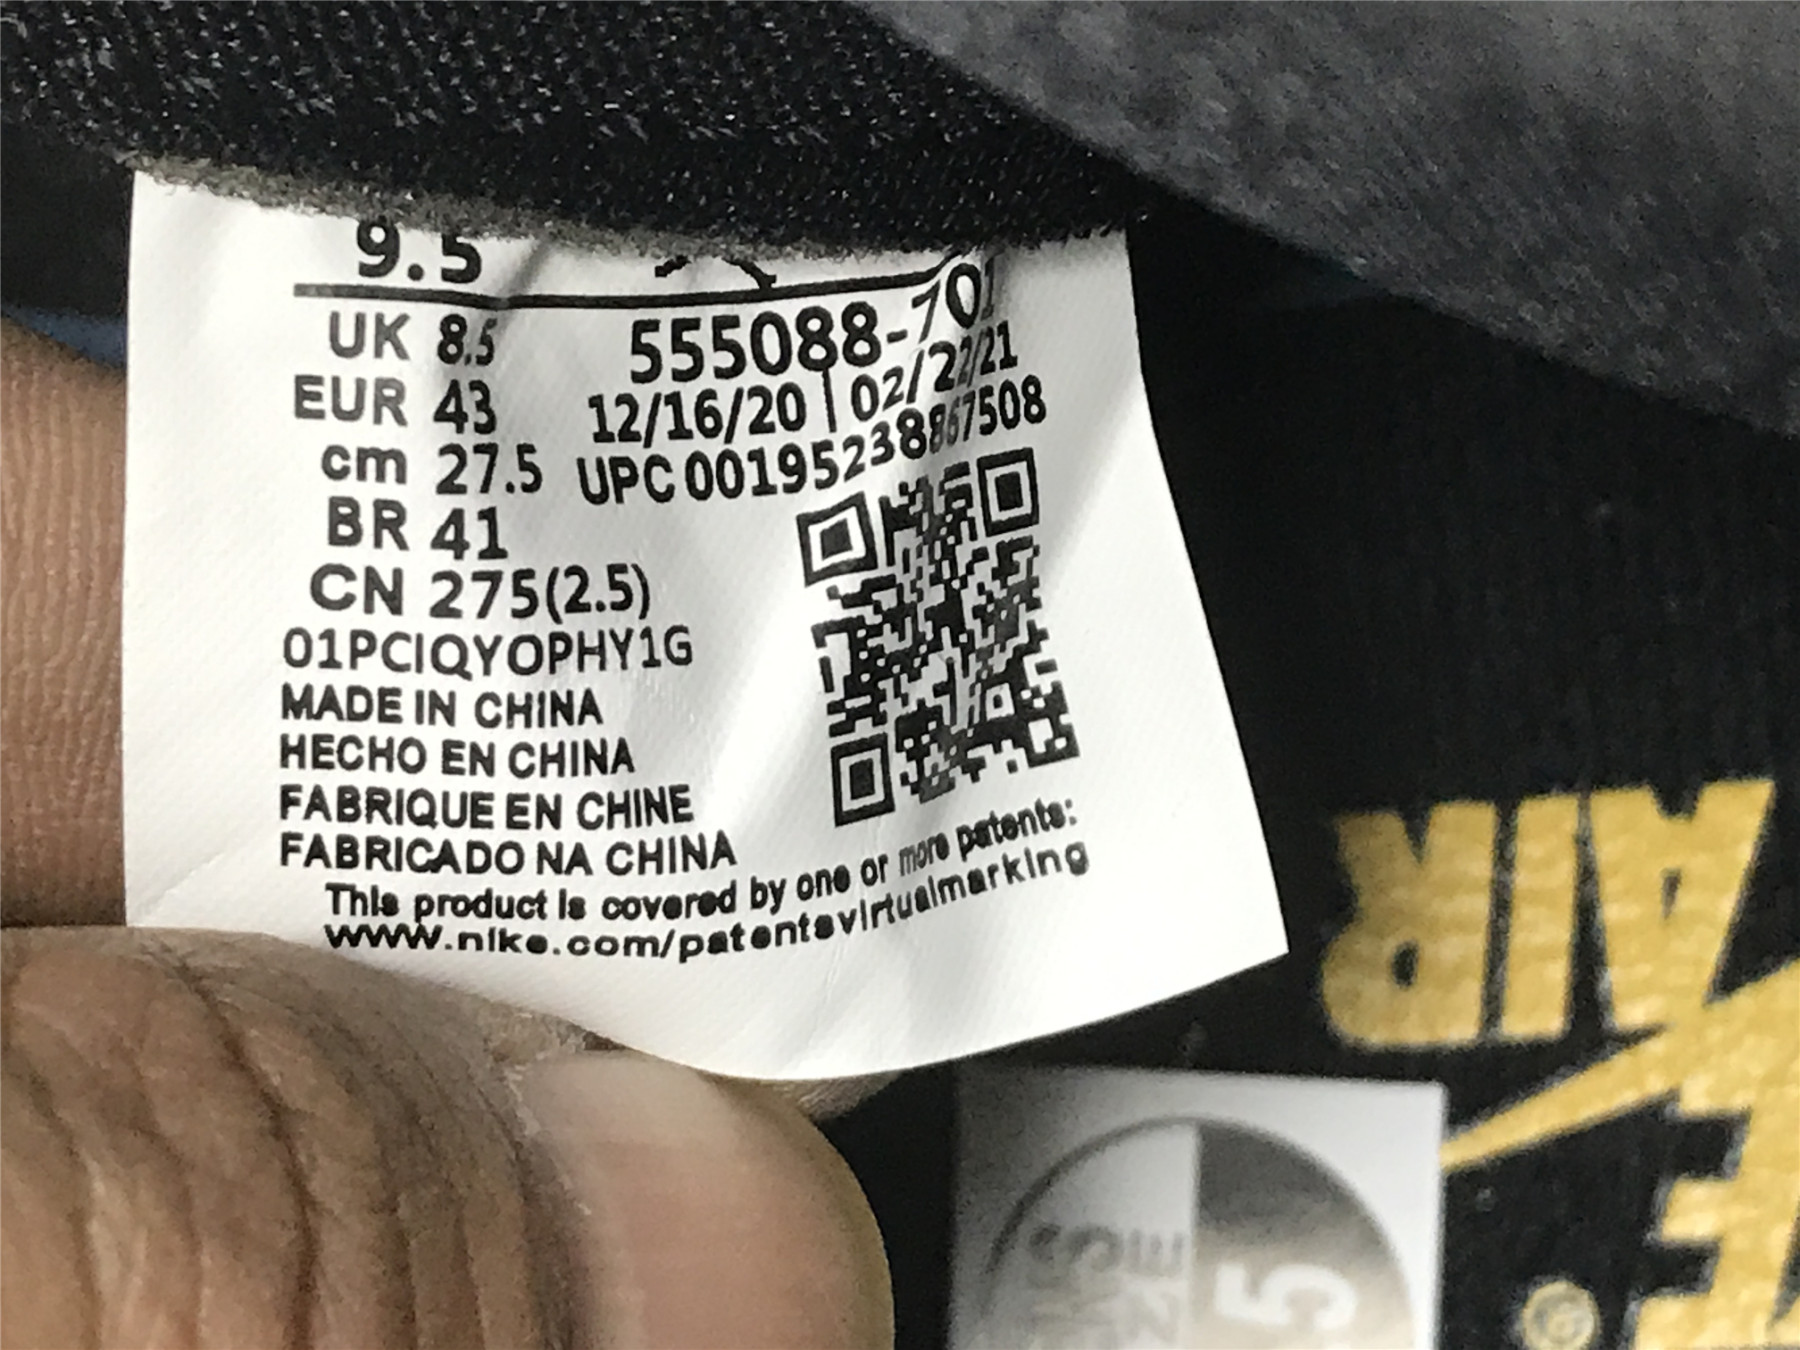 9.5
UK 8.5
EUR 43
cm 27.5
BR 41
CN 275(2.5)
555088-701
12/16/20 | 02/22/21
UPC 00195238867508
01PCIQYOPHY1G
MADE IN CHINA
HECHO EN CHINA
FABRIQUE EN CHINE
FABRICADO NA CHINA
This product is covered by one or more patents:
www.nike.com/patentsvirtualmarking
AIR
5